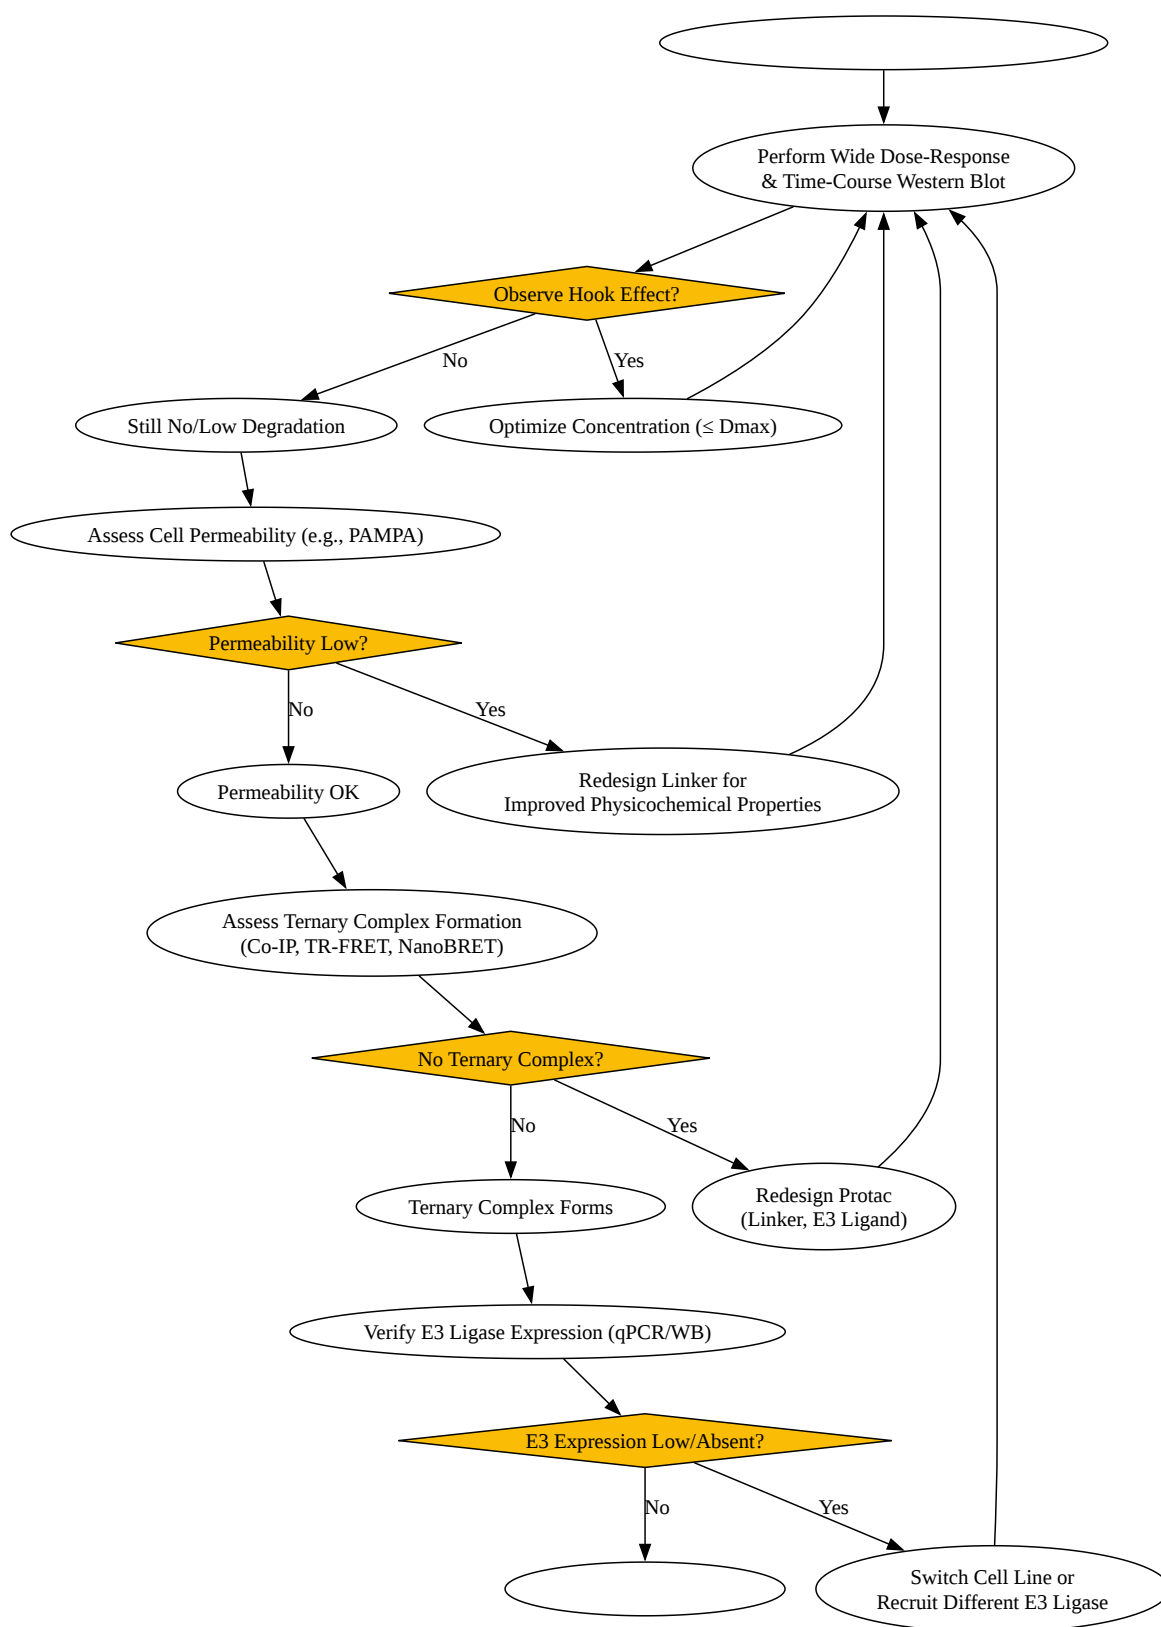 Perform Wide Dose-Response
& Time-Course Western Blot
Observe Hook Effect?
No
Yes
Still No/Low Degradation
Optimize Concentration (≤ Dmax)
Assess Cell Permeability (e.g., PAMPA)
Permeability Low?
No
Yes
Permeability OK
Redesign Linker for
Improved Physicochemical Properties
Assess Ternary Complex Formation
(Co-IP, TR-FRET, NanoBRET)
No Ternary Complex?
No
Yes
Ternary Complex Forms
Redesign Protac
(Linker, E3 Ligand)
Verify E3 Ligase Expression (qPCR/WB)
E3 Expression Low/Absent?
No
Yes
Switch Cell Line or
Recruit Different E3 Ligase